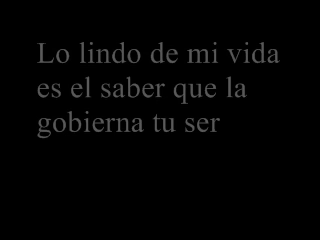 Lo lindo de mi vida
es el saber que la
gobierna tu ser